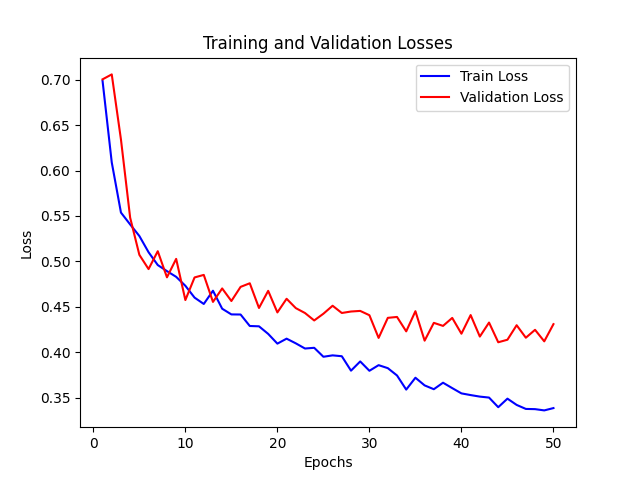 Training and Validation Losses
Train Loss
Validation Loss
0.70
0.65
0.60
0.55
0.50
0.45
0.40
0.35
Loss
0 10 20 30 40 50
Epochs